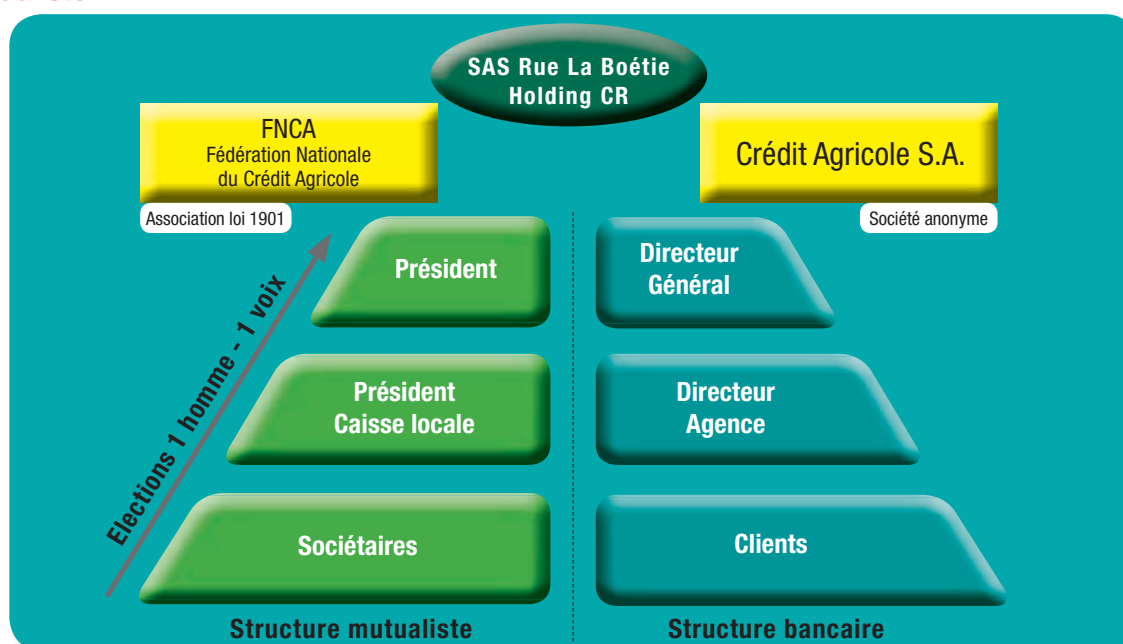 SAS Rue La Boétie
Holding CR
FNCA
Fédération Nationale
du Crédit Agricole
Association loi 1901
Crédit Agricole S.A.
Société anonyme
Elections 1 homme - 1 voix
Président
Directeur
Général
Président
Caisse locale
Directeur
Agence
Sociétaires
Clients
Structure mutualiste
Structure bancaire